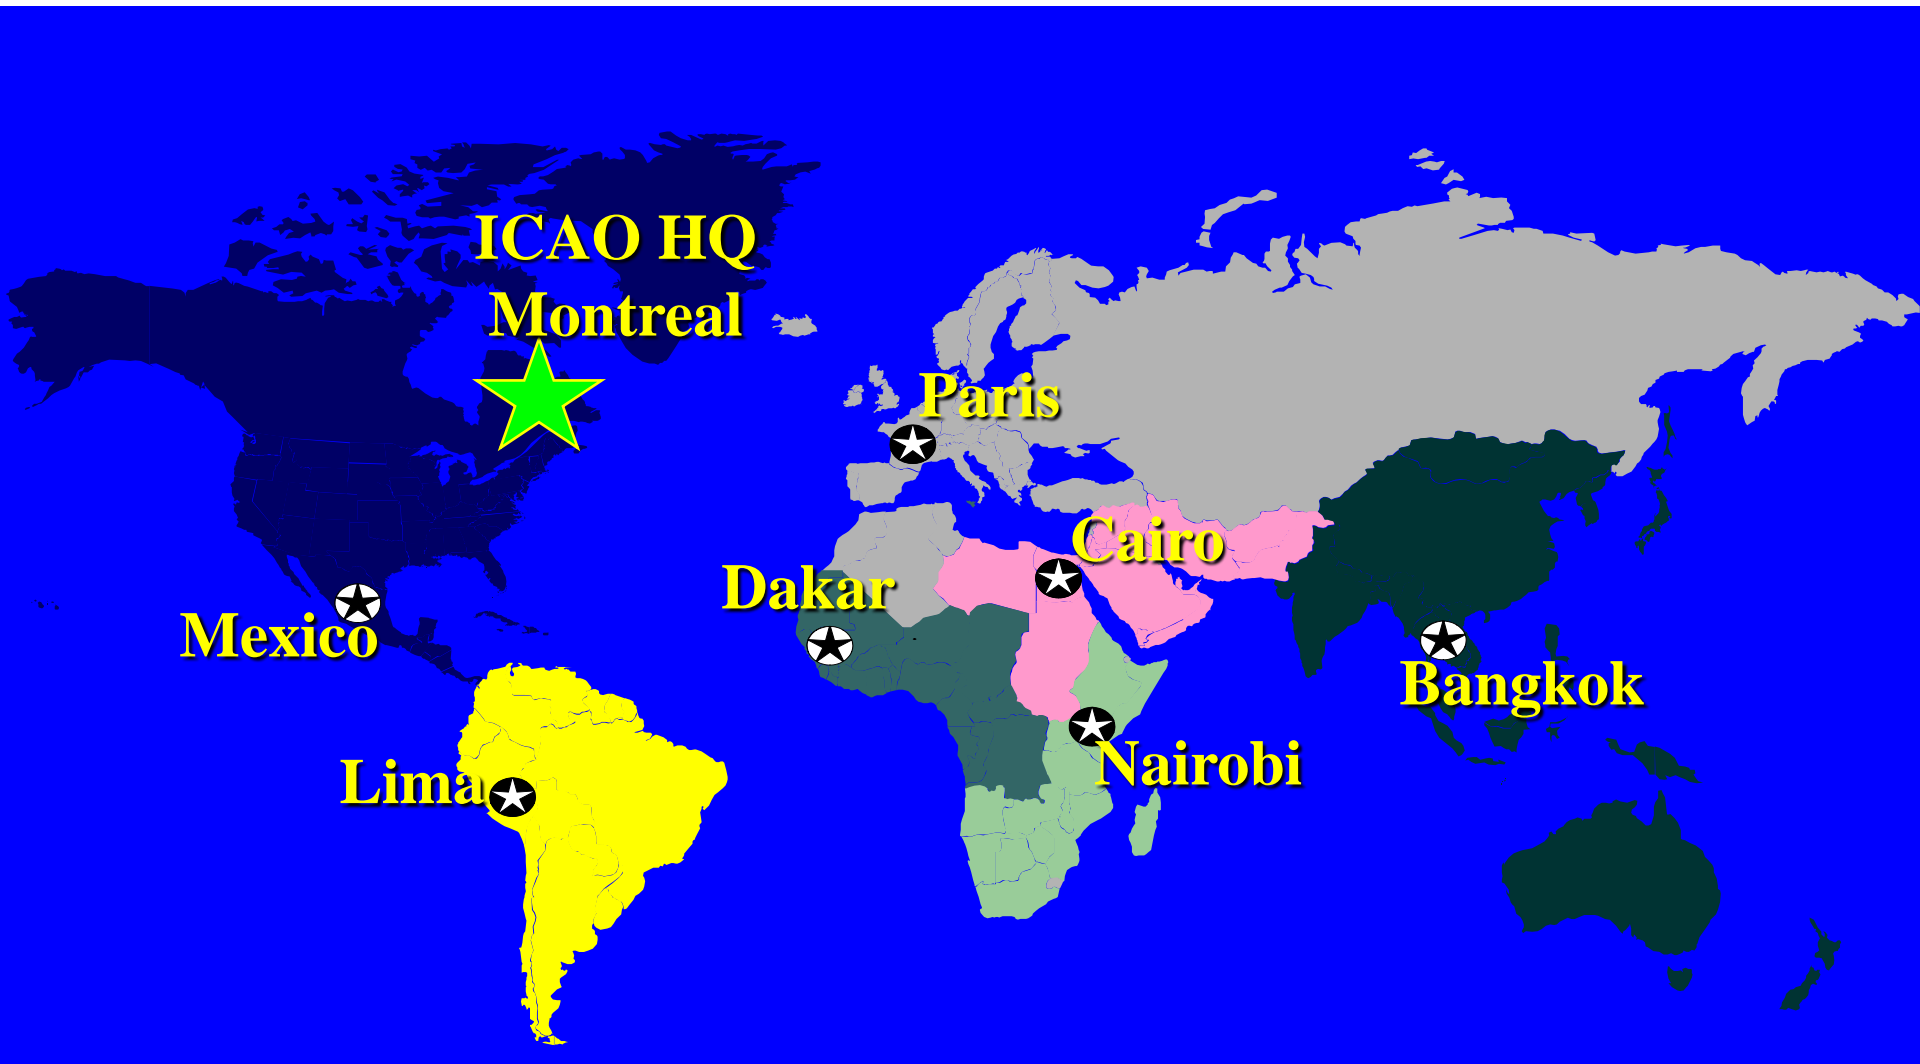 ICAO HQ
Montreal
Paris
Cairo
Dakar
Mexico
Bangkok
Nairobi
Lima